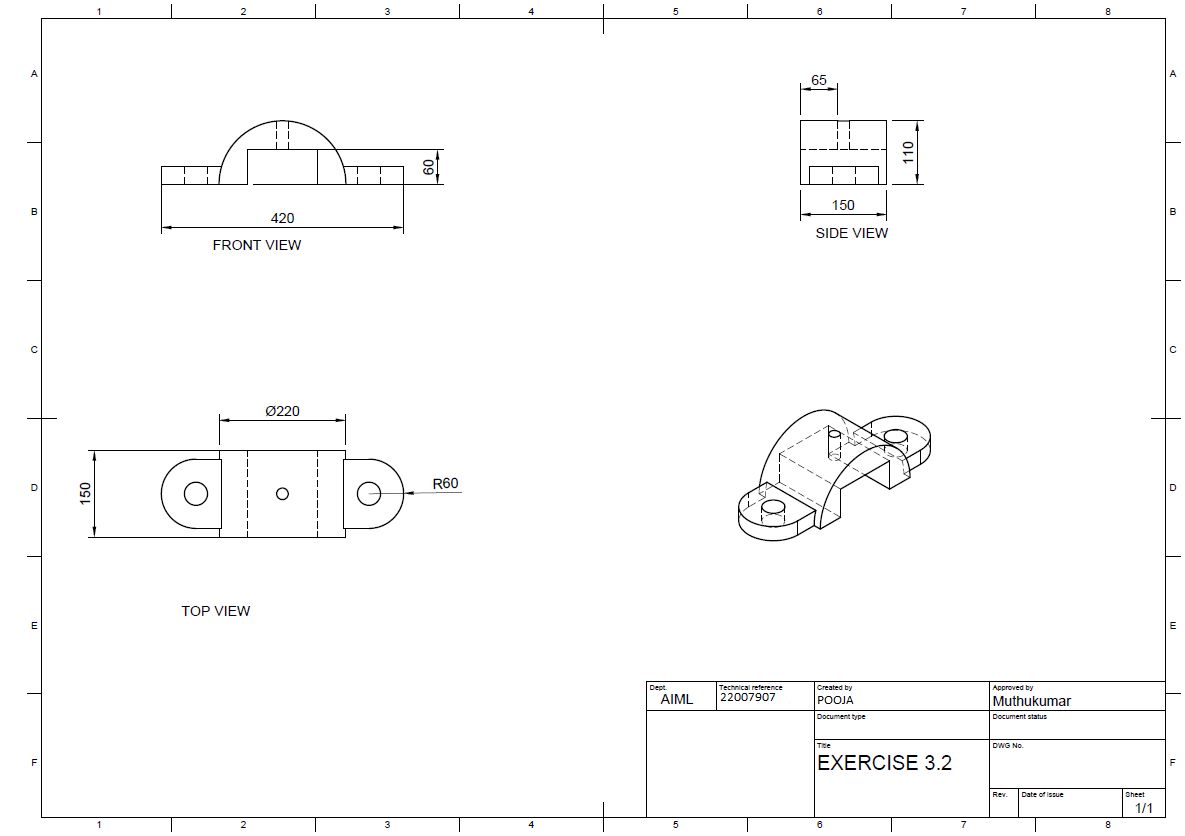 1 2 3 4 5 6 7 8
A A
65
60
110
420
150
FRONT VIEW
SIDE VIEW
B B
C C
Ø220
150
R60
D D
TOP VIEW
E E
Dept.
AIML
Technical reference
22007907
Created by
POOJA
Approved by
Muthukumar
Document type
Document status
Title
EXERCISE 3.2
DWG No.
F F
Rev.
Date of issue
Sheet
1/1
1 2 3 4 5 6 7 8